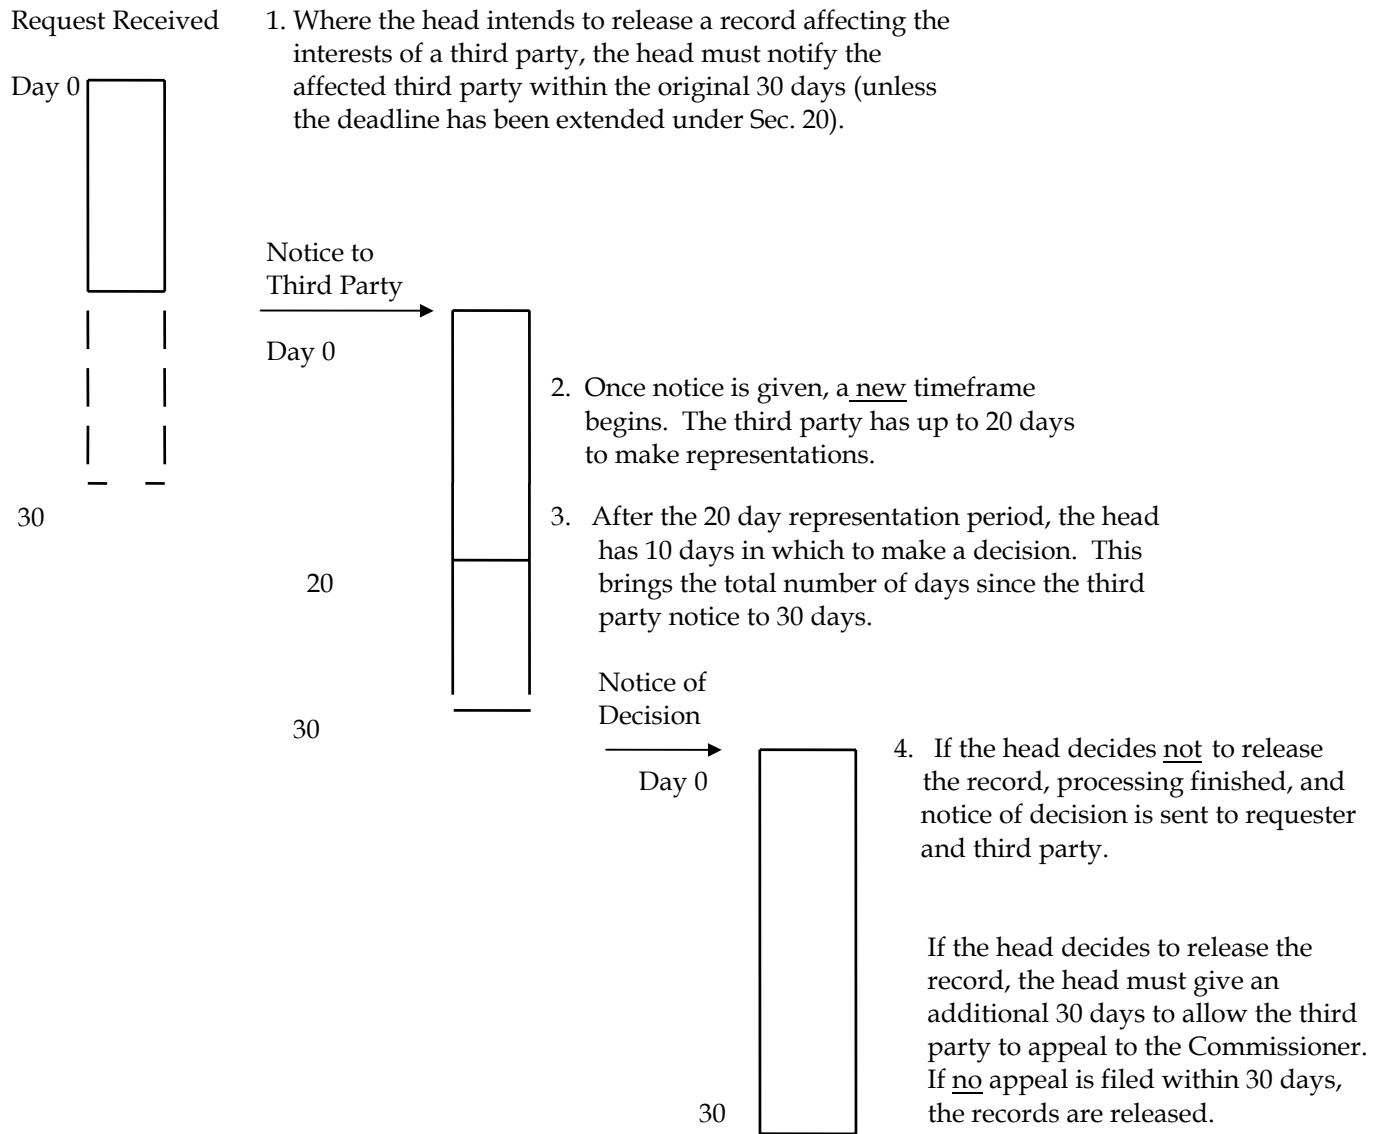 Request Received
1. Where the head intends to release a record affecting the
interests of a third party, the head must notify the
Day 0
affected third party within the original 30 days (unless
the deadline has been extended under Sec. 20).
Notice to
Third Party
Day 0
2. Once notice is given, a new timeframe
begins. The third party has up to 20 days
to make representations.
30
3. After the 20 day representation period, the head
has 10 days in which to make a decision. This
20
brings the total number of days since the third
party notice to 30 days.
Notice of
Decision
30
Day 0
4. If the head decides not to release
the record, processing finished, and
notice of decision is sent to requester
and third party.
If the head decides to release the
record, the head must give an
additional 30 days to allow the third
party to appeal to the Commissioner.
If no appeal is filed within 30 days,
the records are released.
30